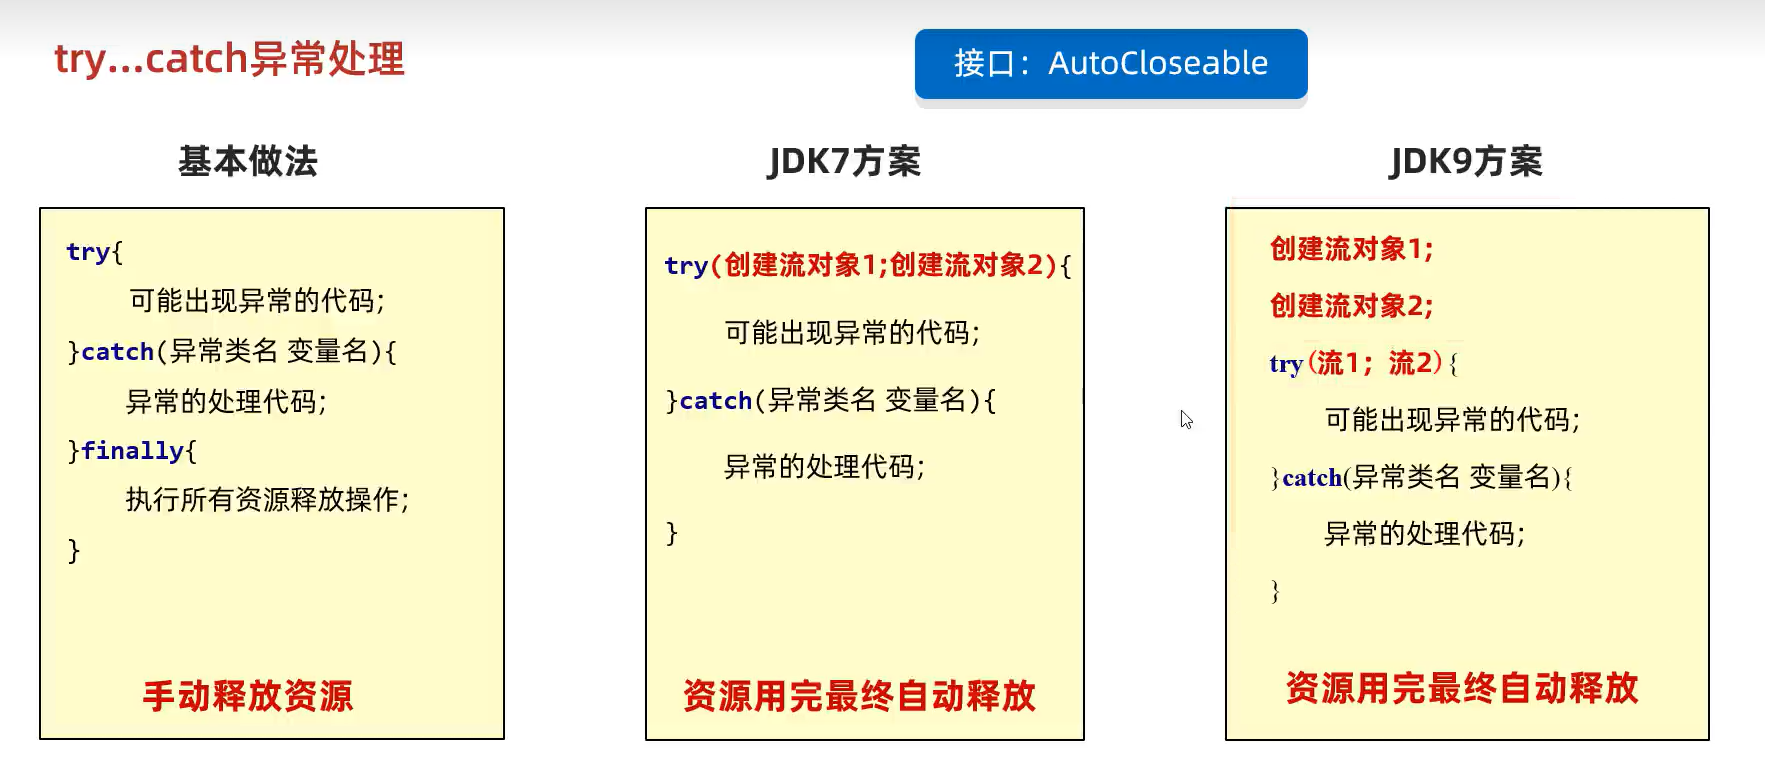 try...catch异常处理
接口：AutoCloseable
基本做法
try{
可能出现异常的代码;
}catch(异常类名 变量名){
异常的处理代码;
}finally{
执行所有资源释放操作;
}
手动释放资源
JDK7方案
try(创建流对象1;创建流对象2){
可能出现异常的代码;
}catch(异常类名 变量名){
异常的处理代码;
}
资源用完最终自动释放
JDK9方案
创建流对象1;
创建流对象2;
try(流1；流2){
可能出现异常的代码;
}catch(异常类名 变量名){
异常的处理代码;
}
资源用完最终自动释放